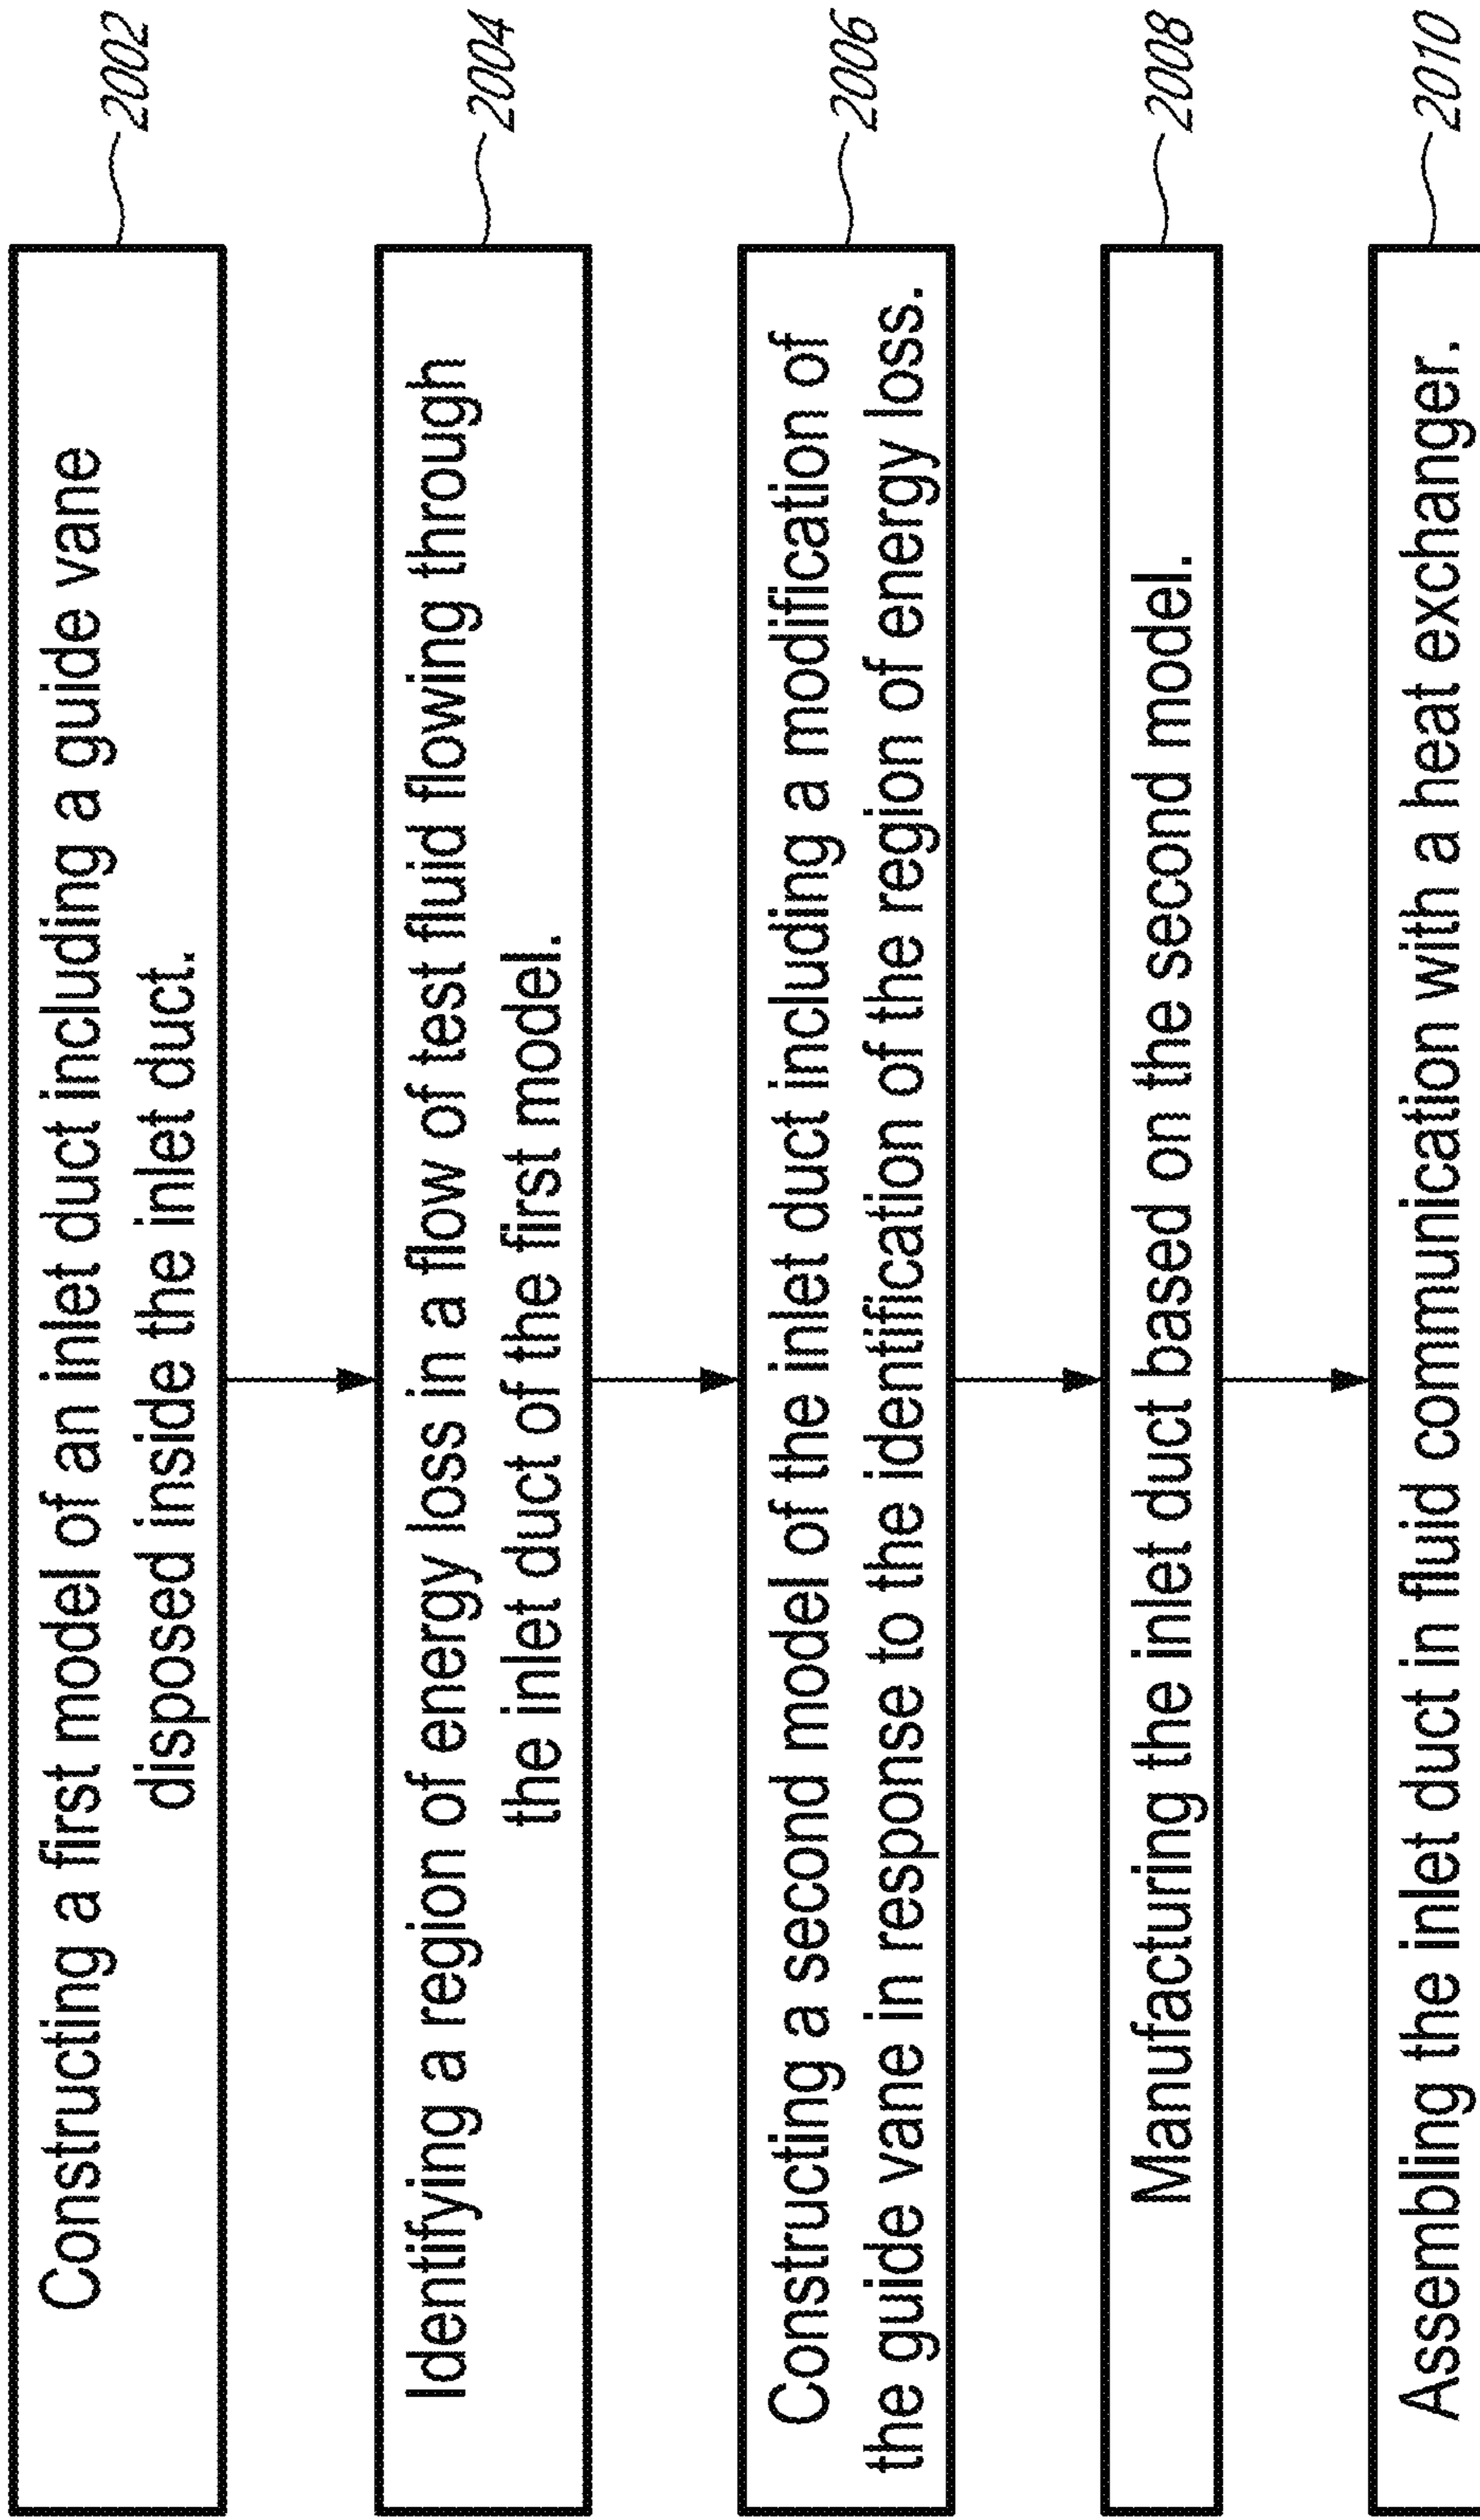 Constructing a first model of an inlet duct including a guide vane
disposed inside the inlet duct.
2002
Identifying a region of energy loss in a flow of test fluid flowing through
the inlet duct of the first model.
2004
Constructing a second model of the inlet duct including a modification of
the guide vane in response to the identification of the region of energy loss.
2006
Manufacturing the inlet duct based on the second model.
2008
Assembling the inlet duct in fluid communication with a heat exchanger.
2010